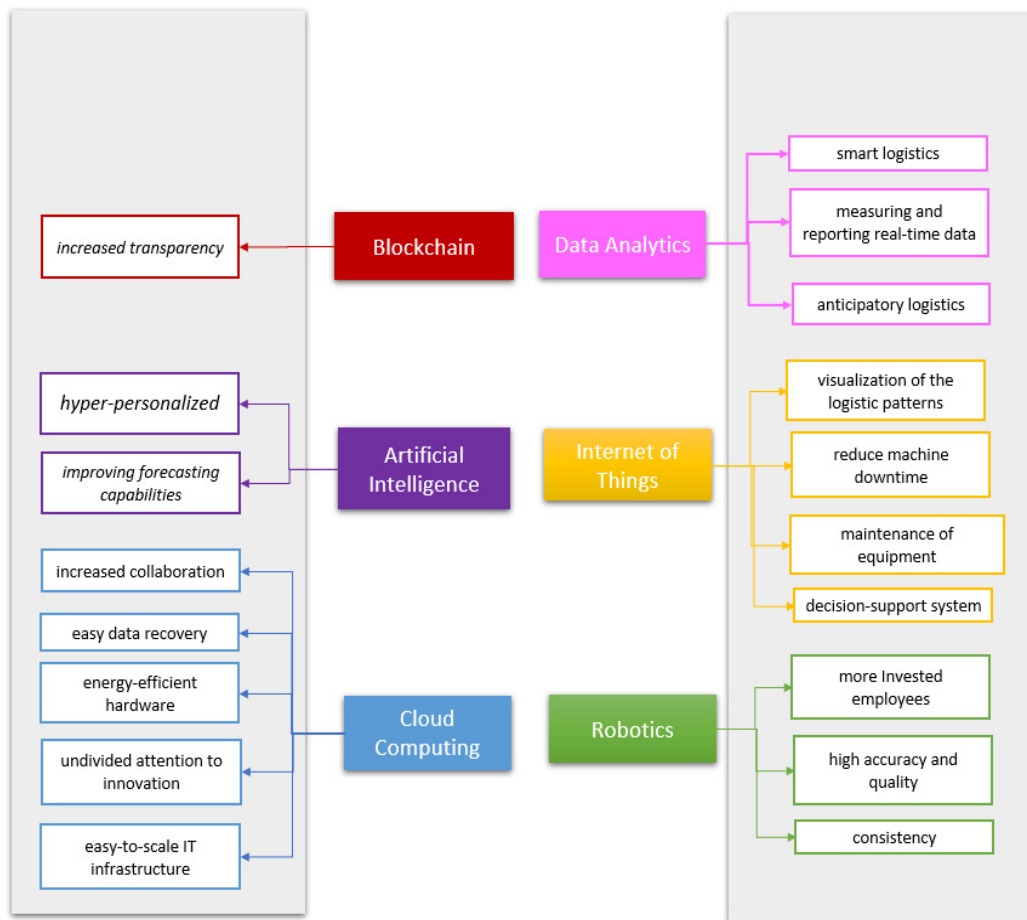 increased transparency
Blockchain
hyper-personalized
improving forecasting
capabilities
Artificial
Intelligence
increased collaboration
easy data recovery
energy-efficient
hardware
undivided attention to
innovation
easy-to-scale IT
infrastructure
Cloud
Computing
Data Analytics
smart logistics
measuring and
reporting real-time data
anticipatory logistics
Internet of
Things
visualization of the
logistic patterns
reduce machine
downtime
maintenance of
equipment
decision-support system
Robotics
more Invested
employees
high accuracy and
quality
consistency